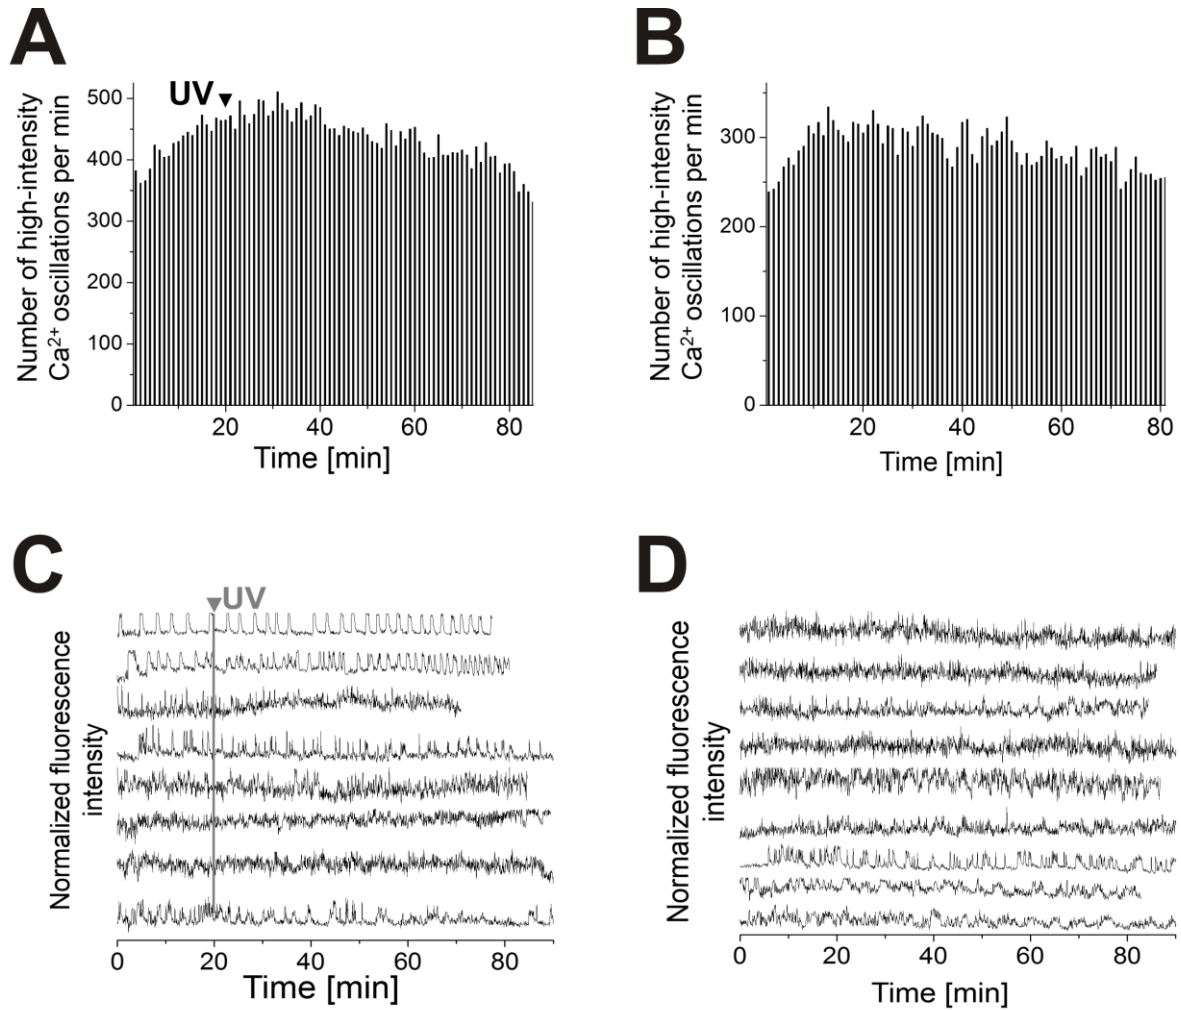 A
B
UV
Number of high-intensity
Ca²⁺ oscillations per min
500
400
300
200
100
0
20
40
60
80
Time [min]
Number of high-intensity
Ca²⁺ oscillations per min
300
200
100
0
20
40
60
80
Time [min]
C
D
UV
Normalized fluorescence
intensity
0
20
40
60
80
Time [min]
Normalized fluorescence
intensity
0
20
40
60
80
Time [min]